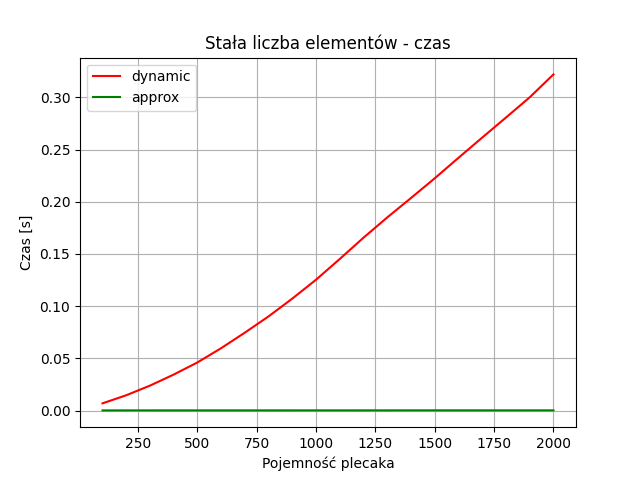 Stała liczba elementów - czas
dynamic
approx
Czas [s]
0.30
0.25
0.20
0.15
0.10
0.05
0.00
250 500 750 1000 1250 1500 1750 2000
Pojemność plecaka